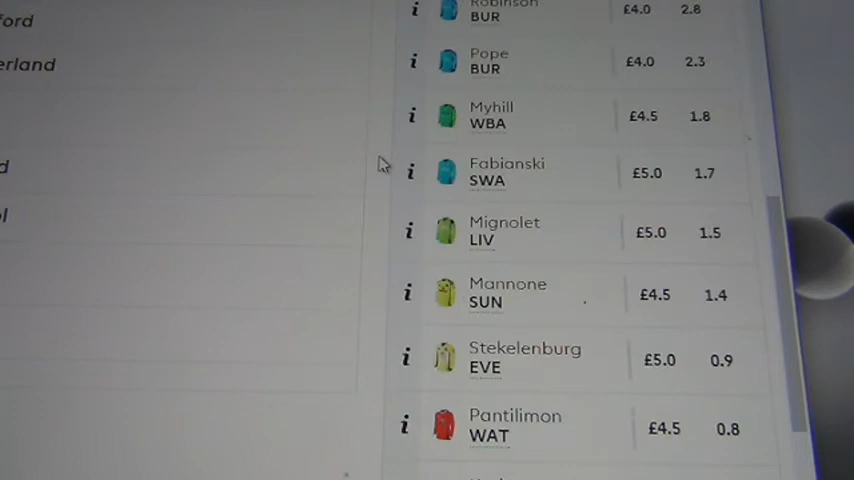 ford
Robinson
BUR £4.0 2.8
erland
Pope
BUR £4.0 2.3
Myhill
WBA £4.5 1.8
d
Fabianski
SWA £5.0 1.7
l
Mignolet
LIV £5.0 1.5
Mannone
SUN £4.5 1.4
Stekelenburg
EVE £5.0 0.9
Pantilimon
WAT £4.5 0.8